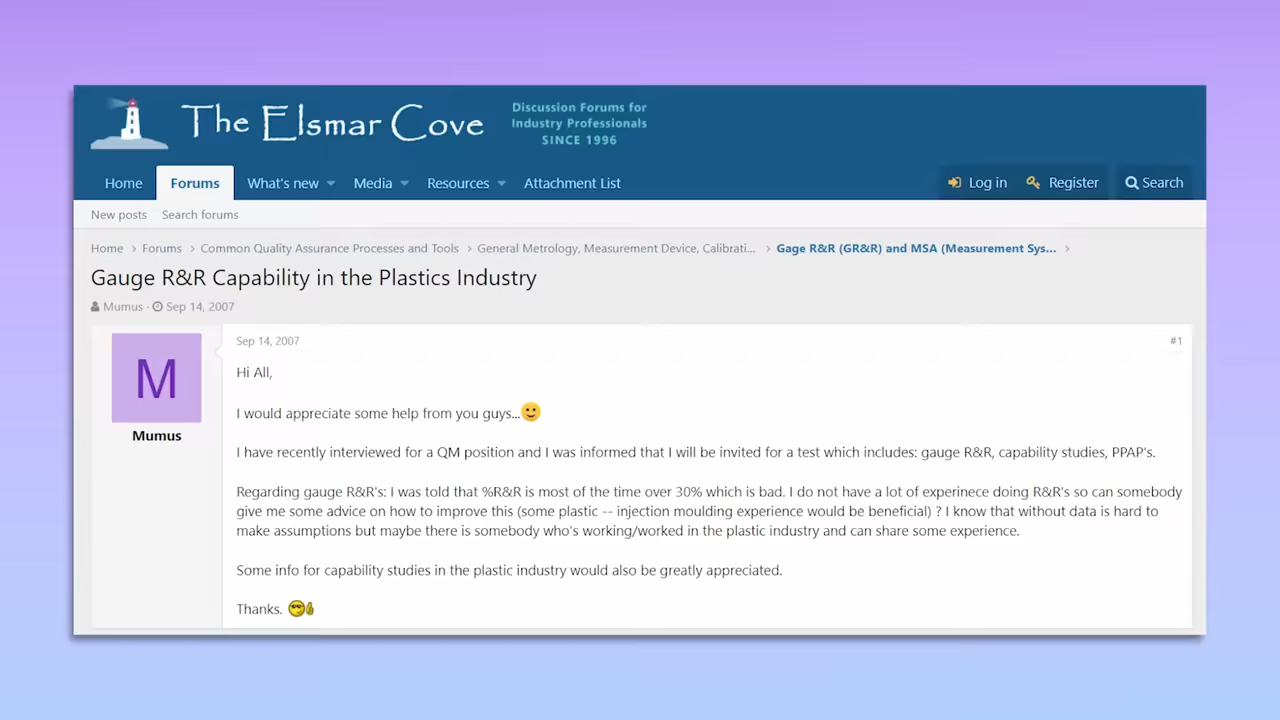 The Elsmar Cove
Discussion Forums for
Industry Professionals
SINCE 1996
Home Forums What's new Media Resources Attachment List Log in Register Search
New posts Search forums
Home > Forums > Common Quality Assurance Processes and Tools > General Metrology, Measurement Device, Calibrati... > Gage R&R (GR&R) and MSA (Measurement Sys... >
Gauge R&R Capability in the Plastics Industry
Mumus · Sep 14, 2007
M
Mumus
Sep 14, 2007 #1
Hi All,
I would appreciate some help from you guys...🙂
I have recently interviewed for a QM position and I was informed that I will be invited for a test which includes: gauge R&R, capability studies, PPAP's.
Regarding gauge R&R's: I was told that %R&R is most of the time over 30% which is bad. I do not have a lot of experinece doing R&R's so can somebody
give me some advice on how to improve this (some plastic -- injection moulding experience would be beneficial) ? I know that without data is hard to
make assumptions but maybe there is somebody who's working/worked in the plastic industry and can share some experience.
Some info for capability studies in the plastic industry would also be greatly appreciated.
Thanks.